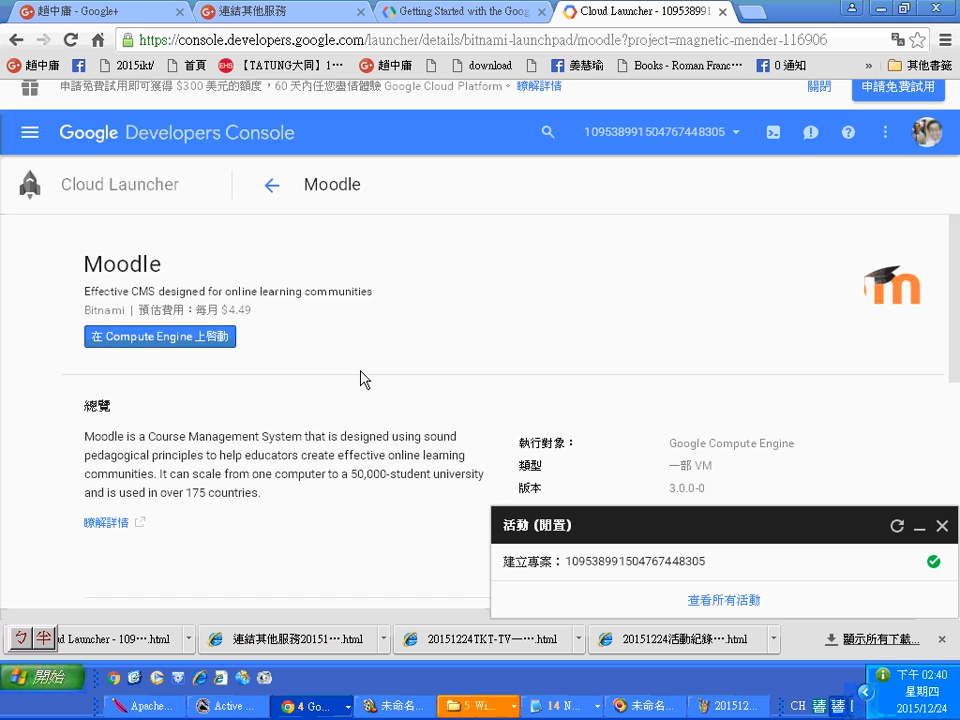 趙中庸 - Google+
連結其他服務
Getting Started with the Goog
Cloud Launcher - 10953899
https://console.developers.google.com/launcher/details/bitnami-launchpad/moodle?project=magnetic-mender-116906
趙中庸
2015ikt/
首頁
【TATUNG大同】1…
趙中庸
download
姜慧瑜
Books - Roman Franc…
0 通知
»
其他書籤
申請免費試用即可獲得 $300 美元的額度，60 天內任您盡情體驗 Google Cloud Platform。 瞭解詳情
關閉
申請免費試用
Google Developers Console
109538991504767448305
Cloud Launcher
Moodle
Moodle
Effective CMS designed for online learning communities
Bitnami | 預估費用：每月 $4.49
在 Compute Engine 上啓動
總覽
Moodle is a Course Management System that is designed using sound
pedagogical principles to help educators create effective online learning
communities. It can scale from one computer to a 50,000-student university
and is used in over 175 countries.
瞭解詳情
執行對象：
Google Compute Engine
類型
一部 VM
版本
3.0.0-0
活動 (閒置)
建立專案：109538991504767448305
查看所有活動
ㄅ 半
d Launcher - 109….html
連結其他服務20151….html
20151224TKT-TV一….html
20151224活動紀錄….html
顯示所有下載...
開始
Apache...
Active ...
4 Go...
未命名...
5 Wi...
14 N...
未命名...
201512...
CH
下午 02:40
星期四
2015/12/24